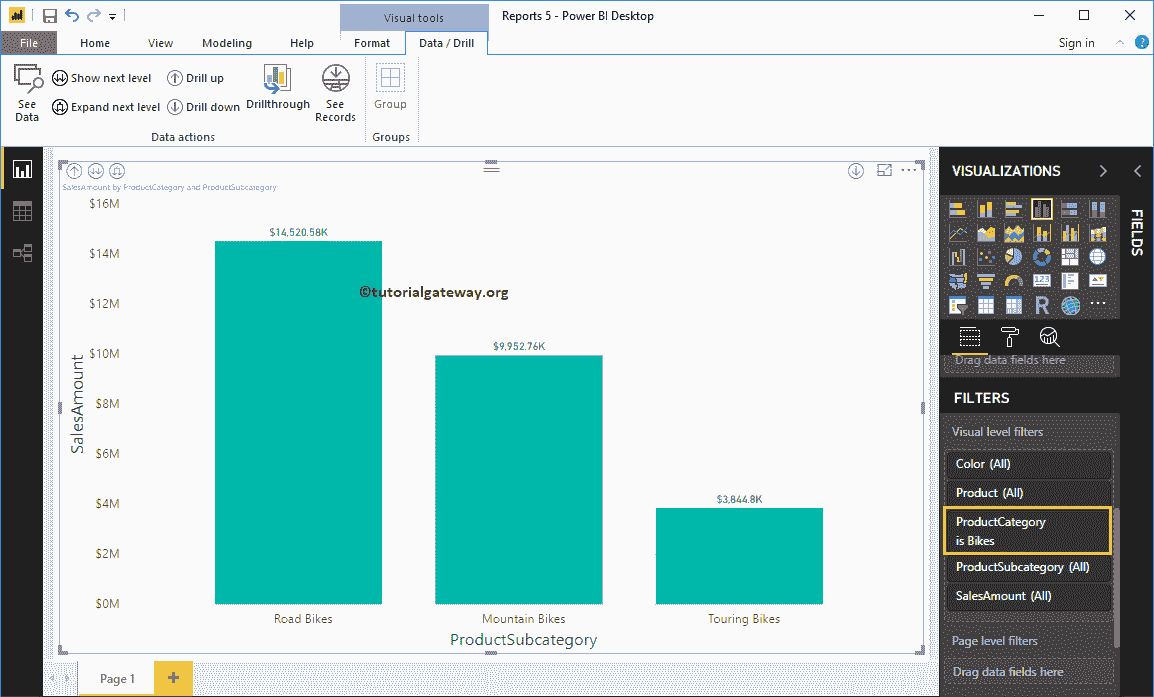 Visual tools
Reports 5 - Power BI Desktop
File
Home
View
Modeling
Help
Format
Data / Drill
Sign in
?
See Data
Show next level
Expand next level
Drill up
Drill down
Drillthrough
See Records
Group
Data actions
Groups
SalesAmount by ProductCategory and ProductSubcategory
$16M
$14M
$12M
$10M
$8M
$6M
$4M
$2M
$0M
SalesAmount
$14,520.58K
$9,952.76K
$3,844.8K
©tutorialgateway.org
Road Bikes
Mountain Bikes
Touring Bikes
ProductSubcategory
VISUALIZATIONS
FIELDS
123
R
Drag data fields here
FILTERS
Visual level filters
Color (All)
Product (All)
ProductCategory
is Bikes
ProductSubcategory (All)
SalesAmount (All)
Page level filters
Drag data fields here
Page 1
+